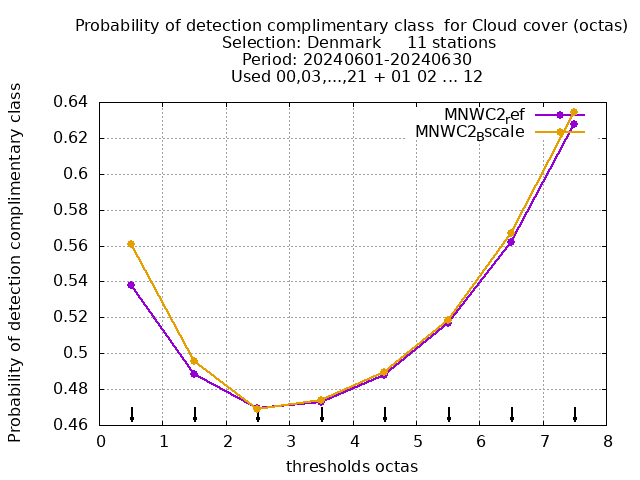 Probability of detection complimentary class  for Cloud cover (octas)
Selection: Denmark     11 stations
Period: 20240601-20240630
Used 00,03,...,21 + 01 02 ... 12
Probability of detection complimentary class
0.64
0.62
0.6
0.58
0.56
0.54
0.52
0.5
0.48
0.46
MNWC2_ref
MNWC2_Bscale
0 1 2 3 4 5 6 7 8
thresholds octas